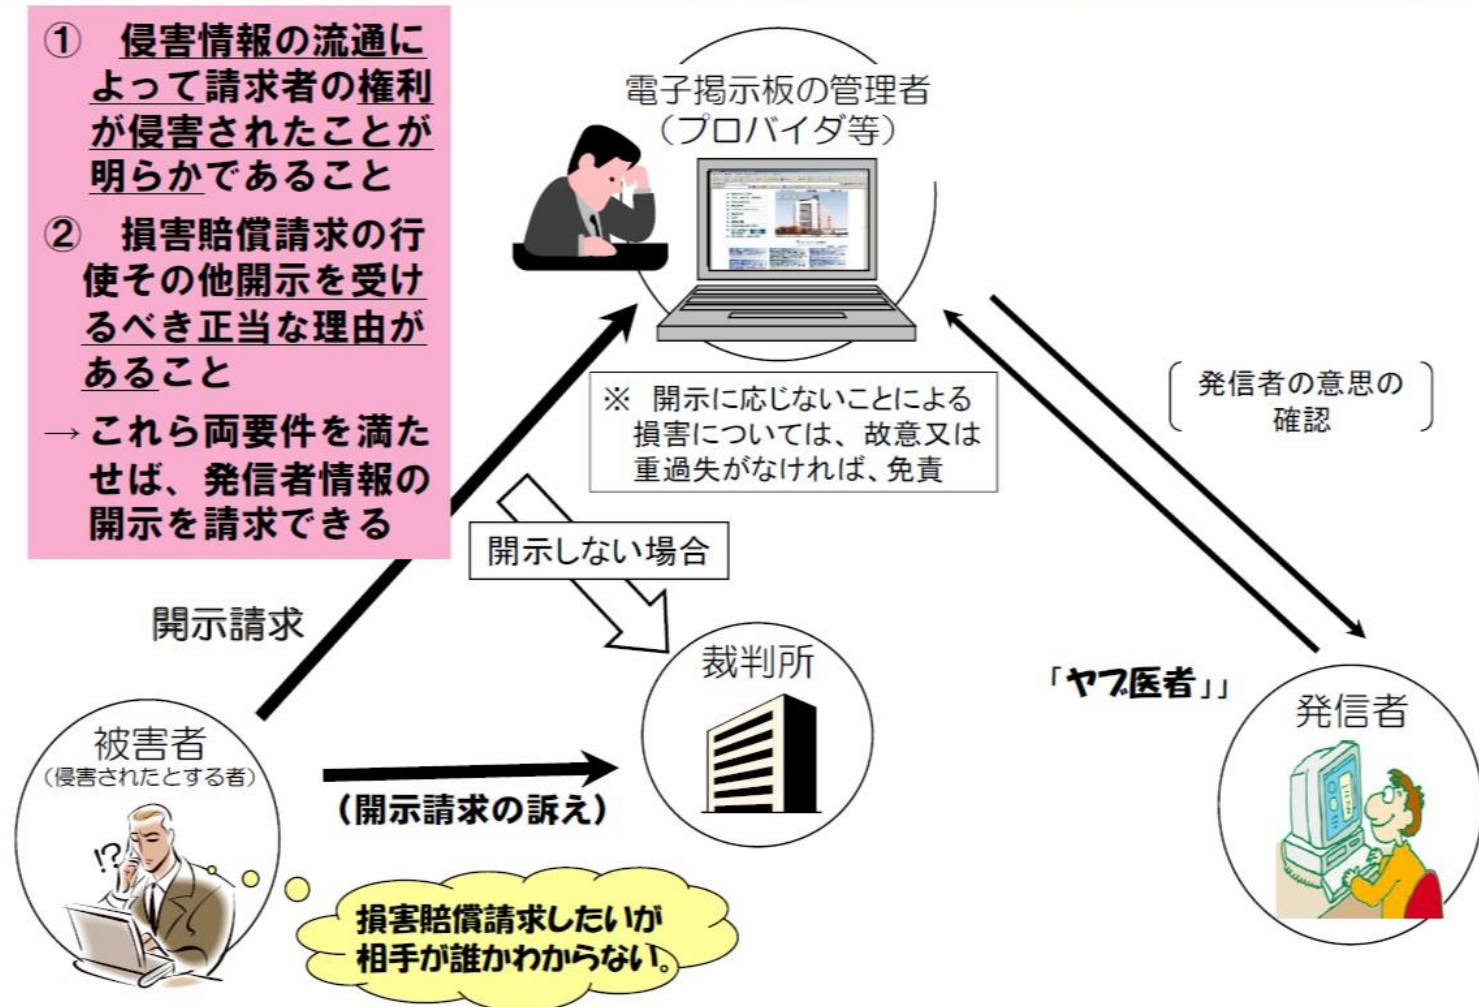 ① 侵害情報の流通に
よって請求者の権利
が侵害されたことが
明らかであること
② 損害賠償請求の行
使その他開示を受け
るべき正当な理由が
あること
→ これら両要件を満た
せば、発信者情報の
開示を請求できる
電子掲示板の管理者
（プロバイダ等）
※ 開示に応じないことによる
損害については、故意又は
重過失がなければ、免責
発信者の意思の
確認
開示しない場合
開示請求
裁判所
「ヤブ医者」」
発信者
被害者
（侵害されたとする者）
（開示請求の訴え）
!?
損害賠償請求したいが
相手が誰かわからない。